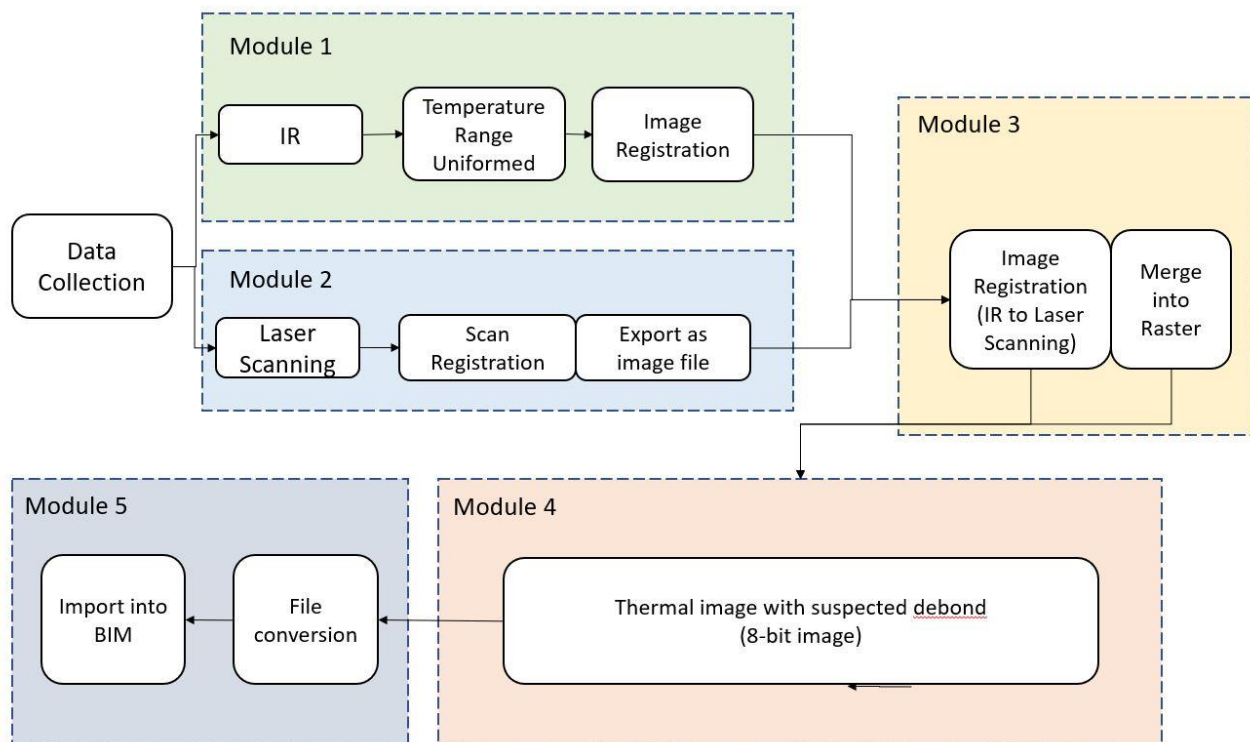 Module 1
IR
Temperature
Range
Uniformed
Image
Registration
Data
Collection
Module 2
Laser
Scanning
Scan
Registration
Export as
image file
Module 3
Image
Registration
(IR to Laser
Scanning)
Merge
into
Raster
Module 4
Thermal image with suspected debond
(8-bit image)
Module 5
File
conversion
Import into
BIM